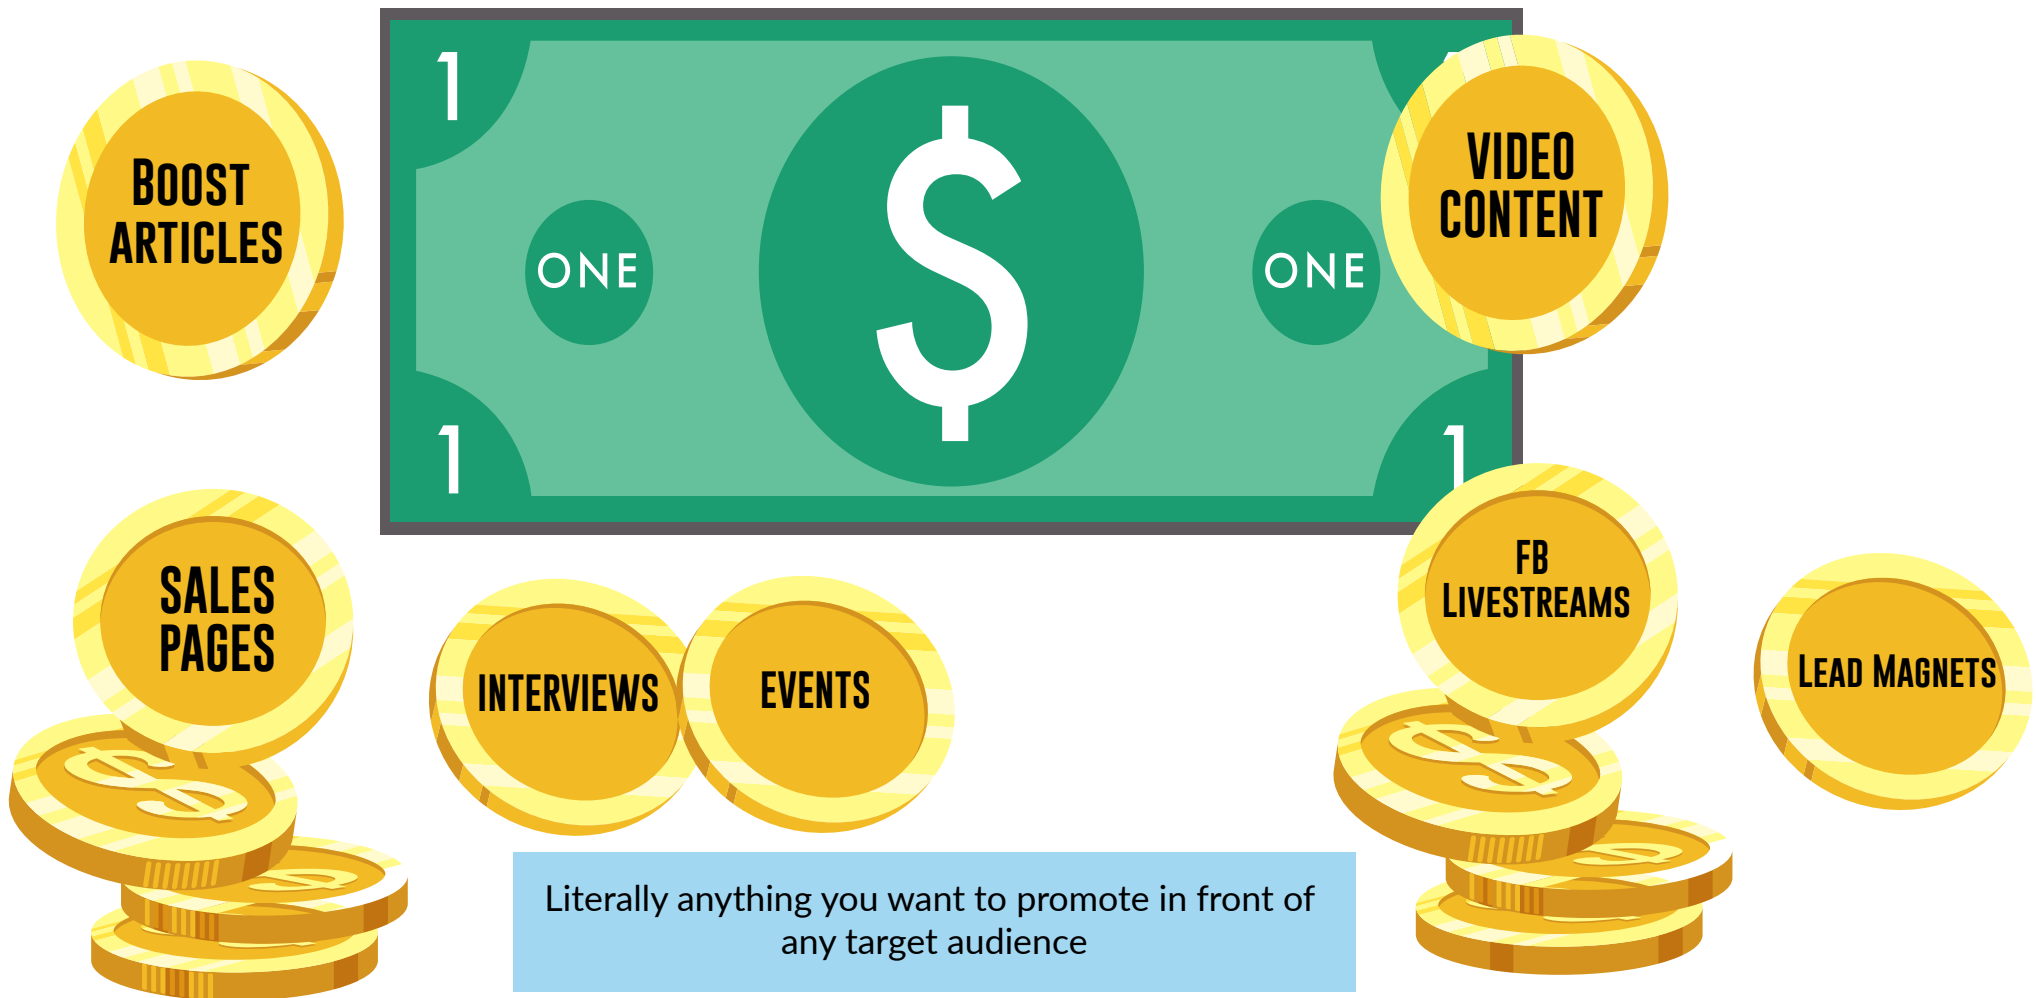 1
BOOST
ARTICLES
ONE
$
ONE
VIDEO
CONTENT
1
1
SALES
PAGES
INTERVIEWS
EVENTS
FB
LIVESTREAMS
LEAD MAGNETS
$
$
$
$
Literally anything you want to promote in front of
any target audience